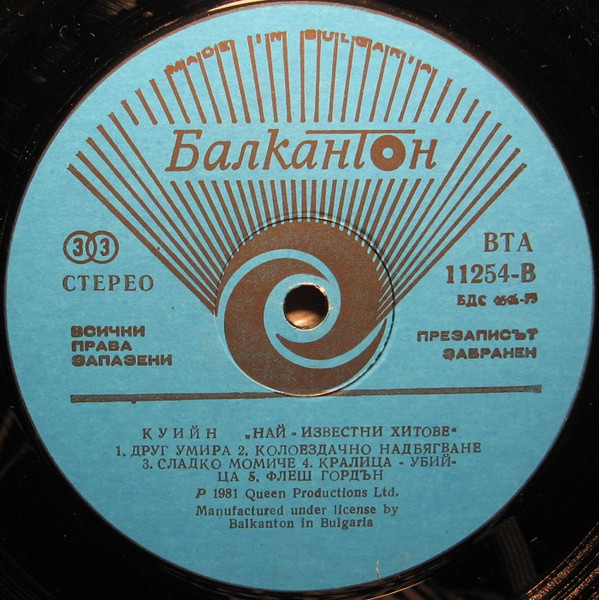 MADE IN BULGARIA
Балкантон
33
СТЕРЕО
ВТА
11254-В
БДС
ВСИЧКИ
ПРАВА
ЗАПАЗЕНИ
ПРЕЗАПИСЪТ
ЗАБРАНЕН
КУИЙН „НАЙ - ИЗВЕСТНИ ХИТОВЕ“
1. ДРУГ УМИРА 2. КОЛОЕЗДАЧНО НАДБЯГВАНЕ
3. СЛАДКО МОМИЧЕ 4. КРАЛИЦА - УБИЙ-
ЦА 5. ФЛЕШ ГОРДЪН
P 1981 Queen Productions Ltd.
Manufactured under license by
Balkanton in Bulgaria